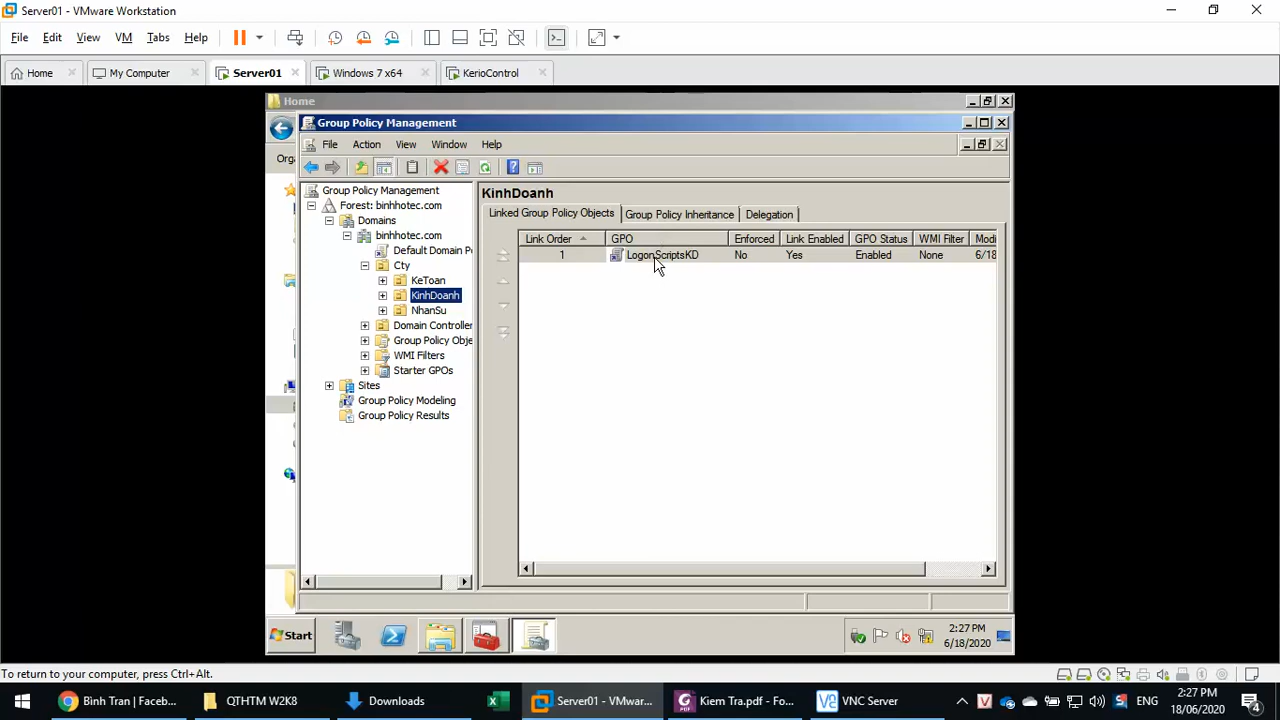 Server01 - VMware Workstation
File Edit View VM Tabs Help
Home My Computer Server01 Windows 7 x64 KerioControl
Home
Group Policy Management
File Action View Window Help
Group Policy Management
Forest: binhhotec.com
Domains
binhhotec.com
Default Domain P
Cty
KeToan
KinhDoanh
NhanSu
Domain Controller
Group Policy Obje
WMI Filters
Starter GPOs
Sites
Group Policy Modeling
Group Policy Results
KinhDoanh
Linked Group Policy Objects Group Policy Inheritance Delegation
Link Order GPO Enforced Link Enabled GPO Status WMI Filter Modi
1 LogonScriptsKD No Yes Enabled None 6/18
Orga
Start
2:27 PM
6/18/2020
To return to your computer, press Ctrl+Alt.
Bình Tran | Faceb... QTHTM W2K8 Downloads Server01 - VMwar... Kiem Tra.pdf - Fo... VNC Server ENG
2:27 PM
18/06/2020
4